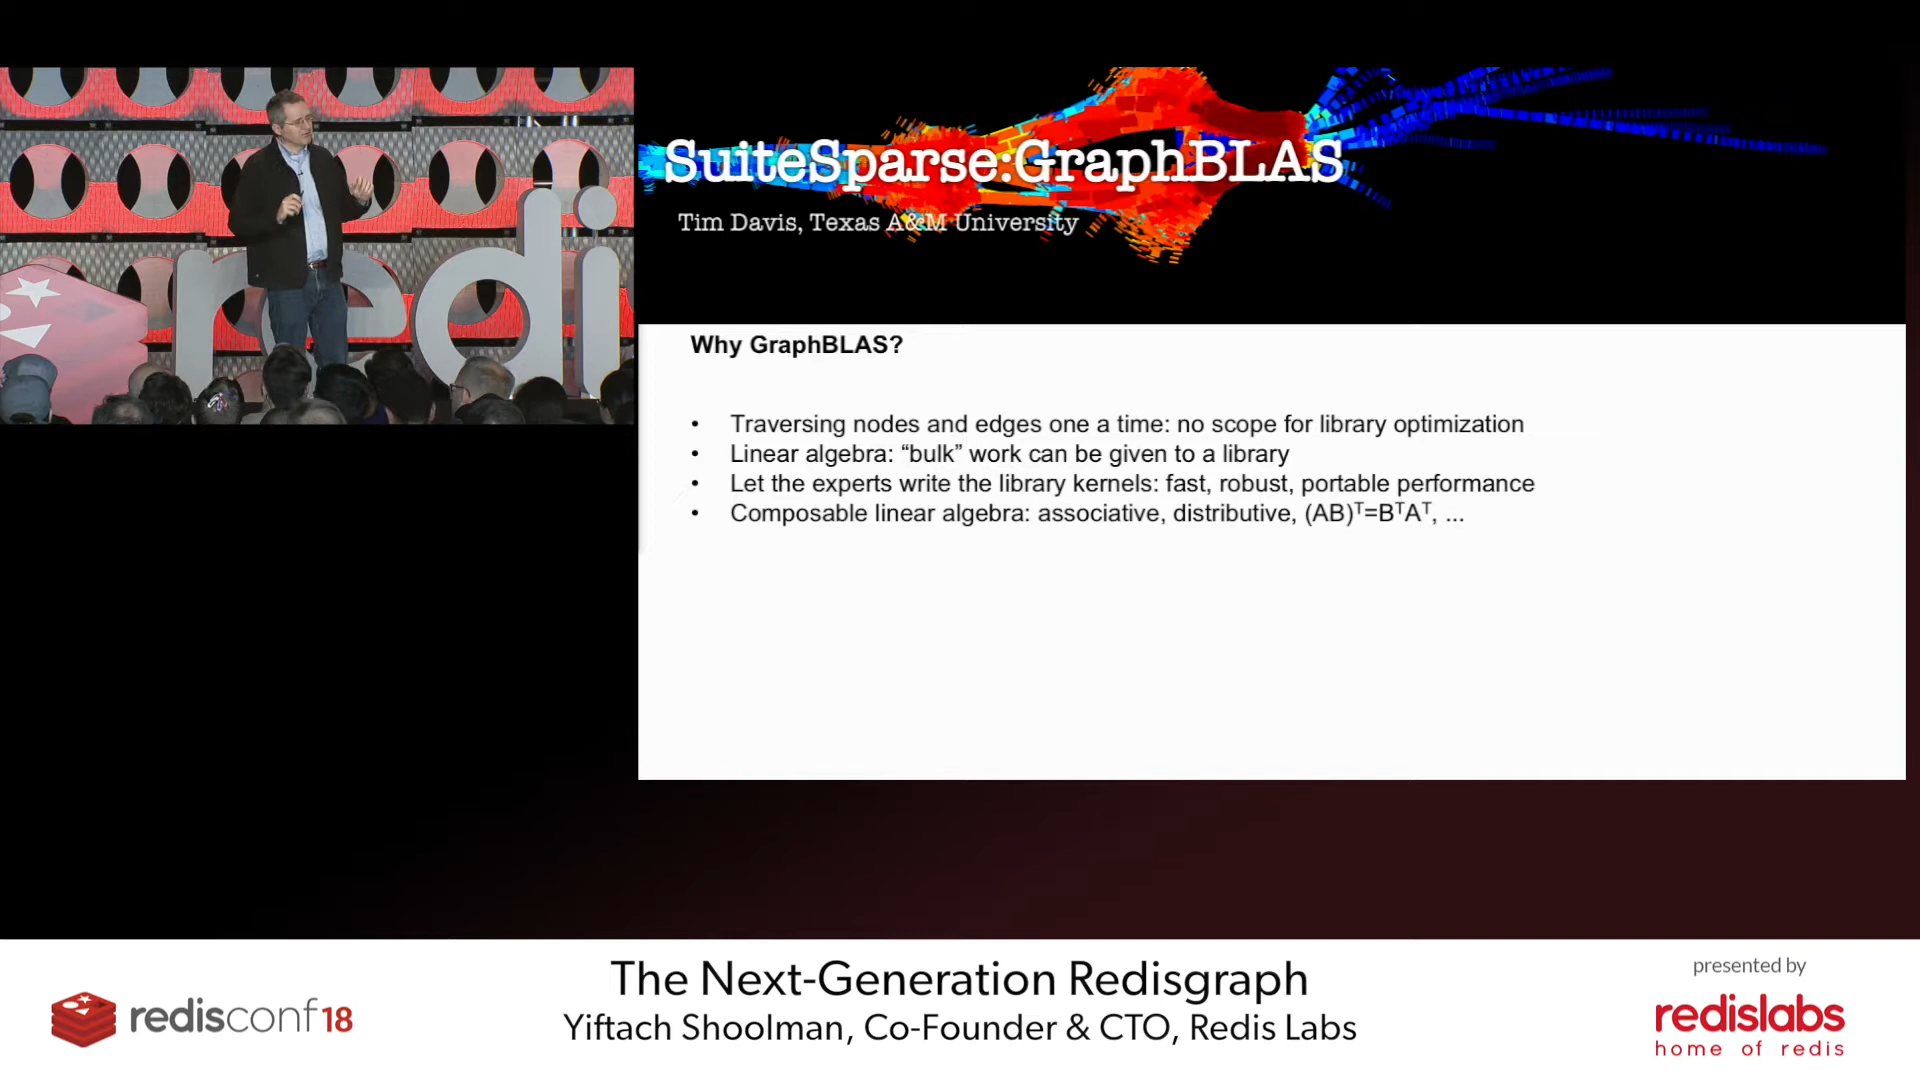 redi
SuiteSparse:GraphBLAS
Tim Davis, Texas A&M University
Why GraphBLAS?
• Traversing nodes and edges one a time: no scope for library optimization
• Linear algebra: “bulk” work can be given to a library
• Let the experts write the library kernels: fast, robust, portable performance
• Composable linear algebra: associative, distributive, (AB)ᵀ=BᵀAᵀ, ...
redisconf18
The Next-Generation Redisgraph
Yiftach Shoolman, Co-Founder & CTO, Redis Labs
presented by
redislabs
home of redis